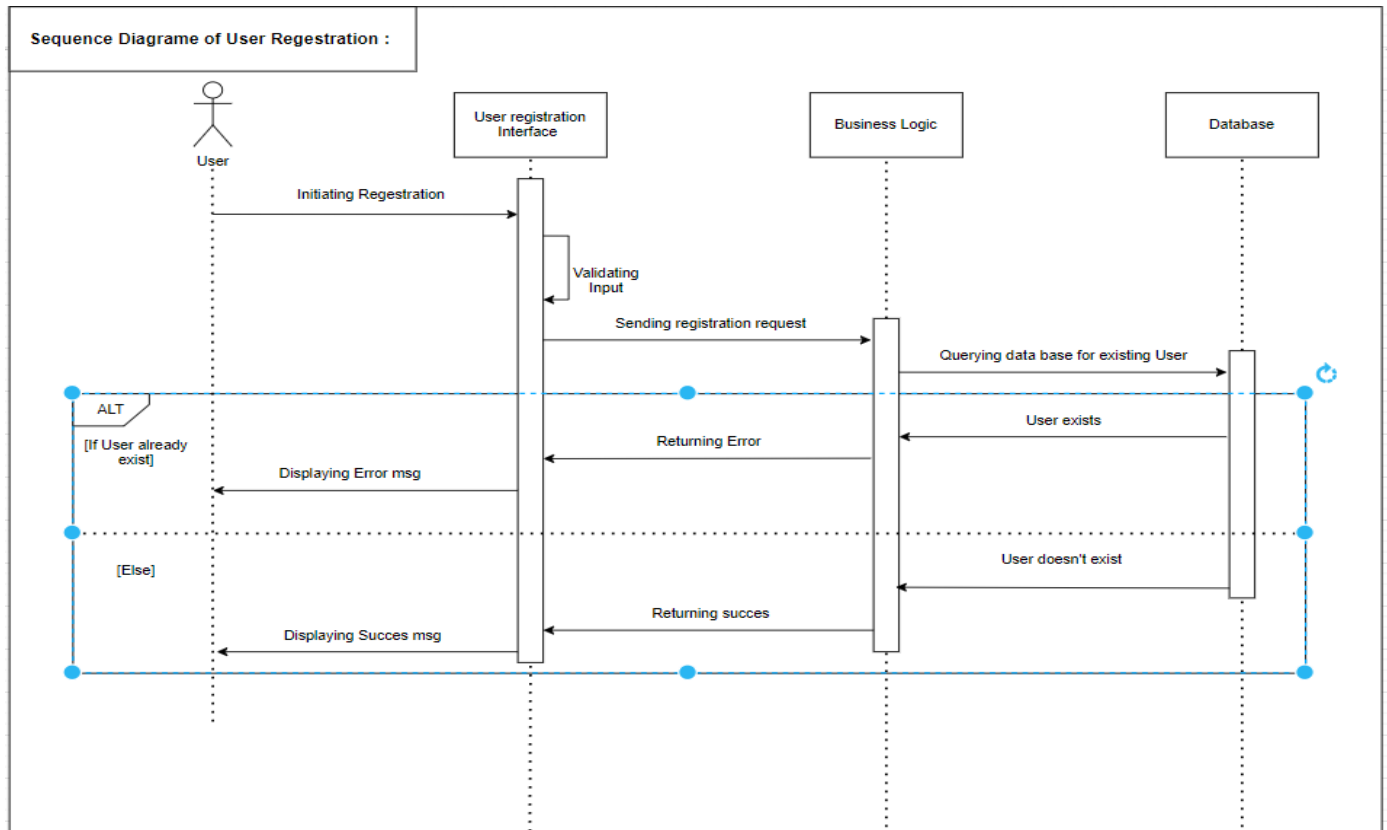 Sequence Diagrame of User Regestration :
User
User registration
Interface
Business Logic
Database
Initiating Regestration
Validating
Input
Sending registration request
Querying data base for existing User
ALT
[If User already
exist]
User exists
Returning Error
Displaying Error msg
[Else]
User doesn't exist
Returning succes
Displaying Succes msg